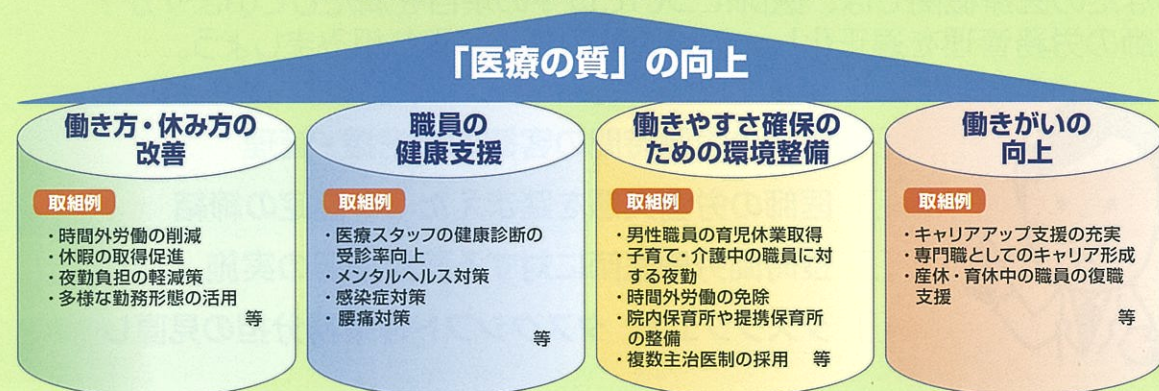 「医療の質」の向上
働き方・休み方の
改善
取組例
・時間外労働の削減
・休暇の取得促進
・夜勤負担の軽減策
・多様な勤務形態の活用
等
職員の
健康支援
取組例
・医療スタッフの健康診断の
受診率向上
・メンタルヘルス対策
・感染症対策
・腰痛対策
等
働きやすさ確保の
ための環境整備
取組例
・男性職員の育児休業取得
・子育て・介護中の職員に対
する夜勤
・時間外労働の免除
・院内保育所や提携保育所
の整備
・複数主治医制の採用 等
働きがいの
向上
取組例
・キャリアアップ支援の充実
・専門職としてのキャリア形成
・産休・育休中の職員の復職
支援
等